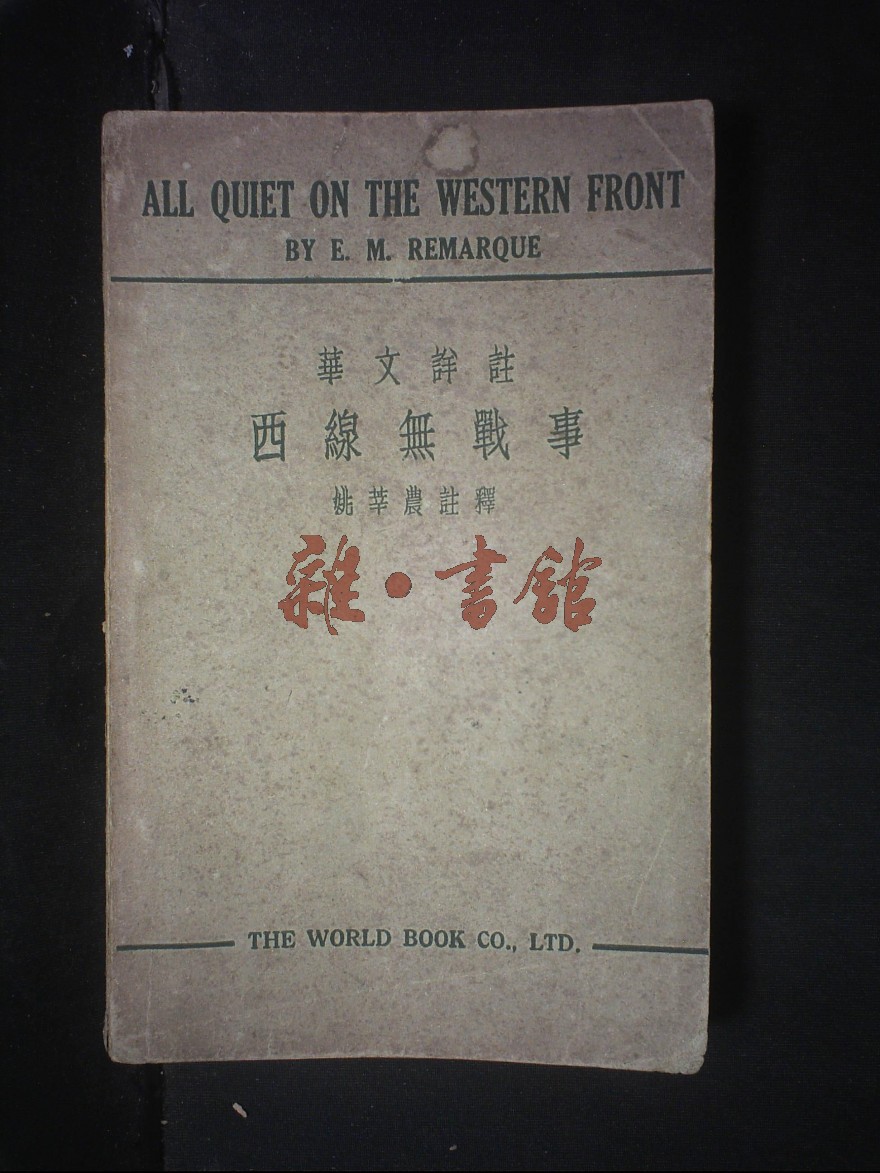 ALL QUIET ON THE WESTERN FRONT
BY E. M. REMARQUE
華文詳註
西線無戰事
姚莘農註釋
雜·書館
THE WORLD BOOK CO., LTD.